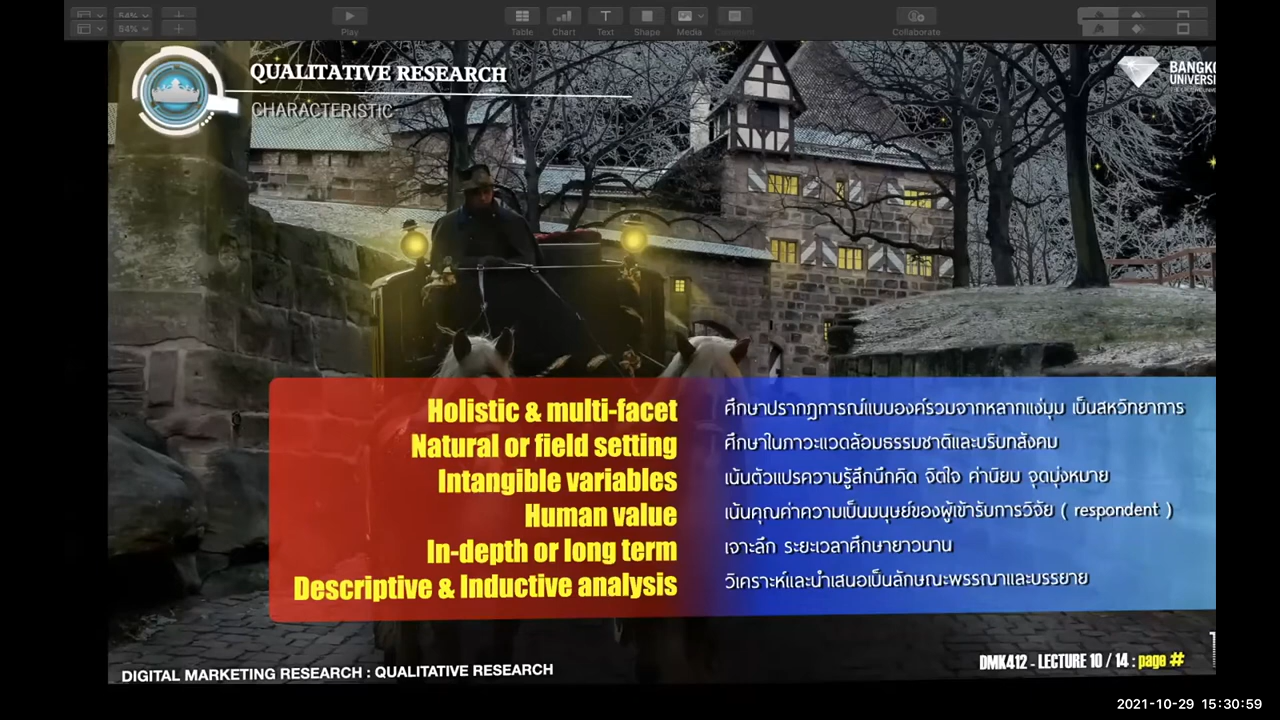 54%
54%
Play
Table
Chart
Text
Shape
Media
Collaborate
QUALITATIVE RESEARCH
CHARACTERISTIC
Holistic & multi-facet ศึกษาปรากฏการณ์แบบองค์รวมจากหลากแง่มุม เป็นสหวิทยาการ
Natural or field setting ศึกษาในภาวะแวดล้อมธรรมชาติและบริบทสังคม
Intangible variables เน้นตัวแปรความรู้สึกนึกคิด จิตใจ ค่านิยม จุดมุ่งหมาย
Human value เน้นคุณค่าความเป็นมนุษย์ของผู้เข้ารับการวิจัย ( respondent )
In-depth or long term เจาะลึก ระยะเวลาศึกษายาวนาน
Descriptive & Inductive analysis วิเคราะห์และนำเสนอเป็นลักษณะพรรณาและบรรยาย
DIGITAL MARKETING RESEARCH : QUALITATIVE RESEARCH
DMK412 - LECTURE 10 / 14 : page #
2021-10-29 15:30:59